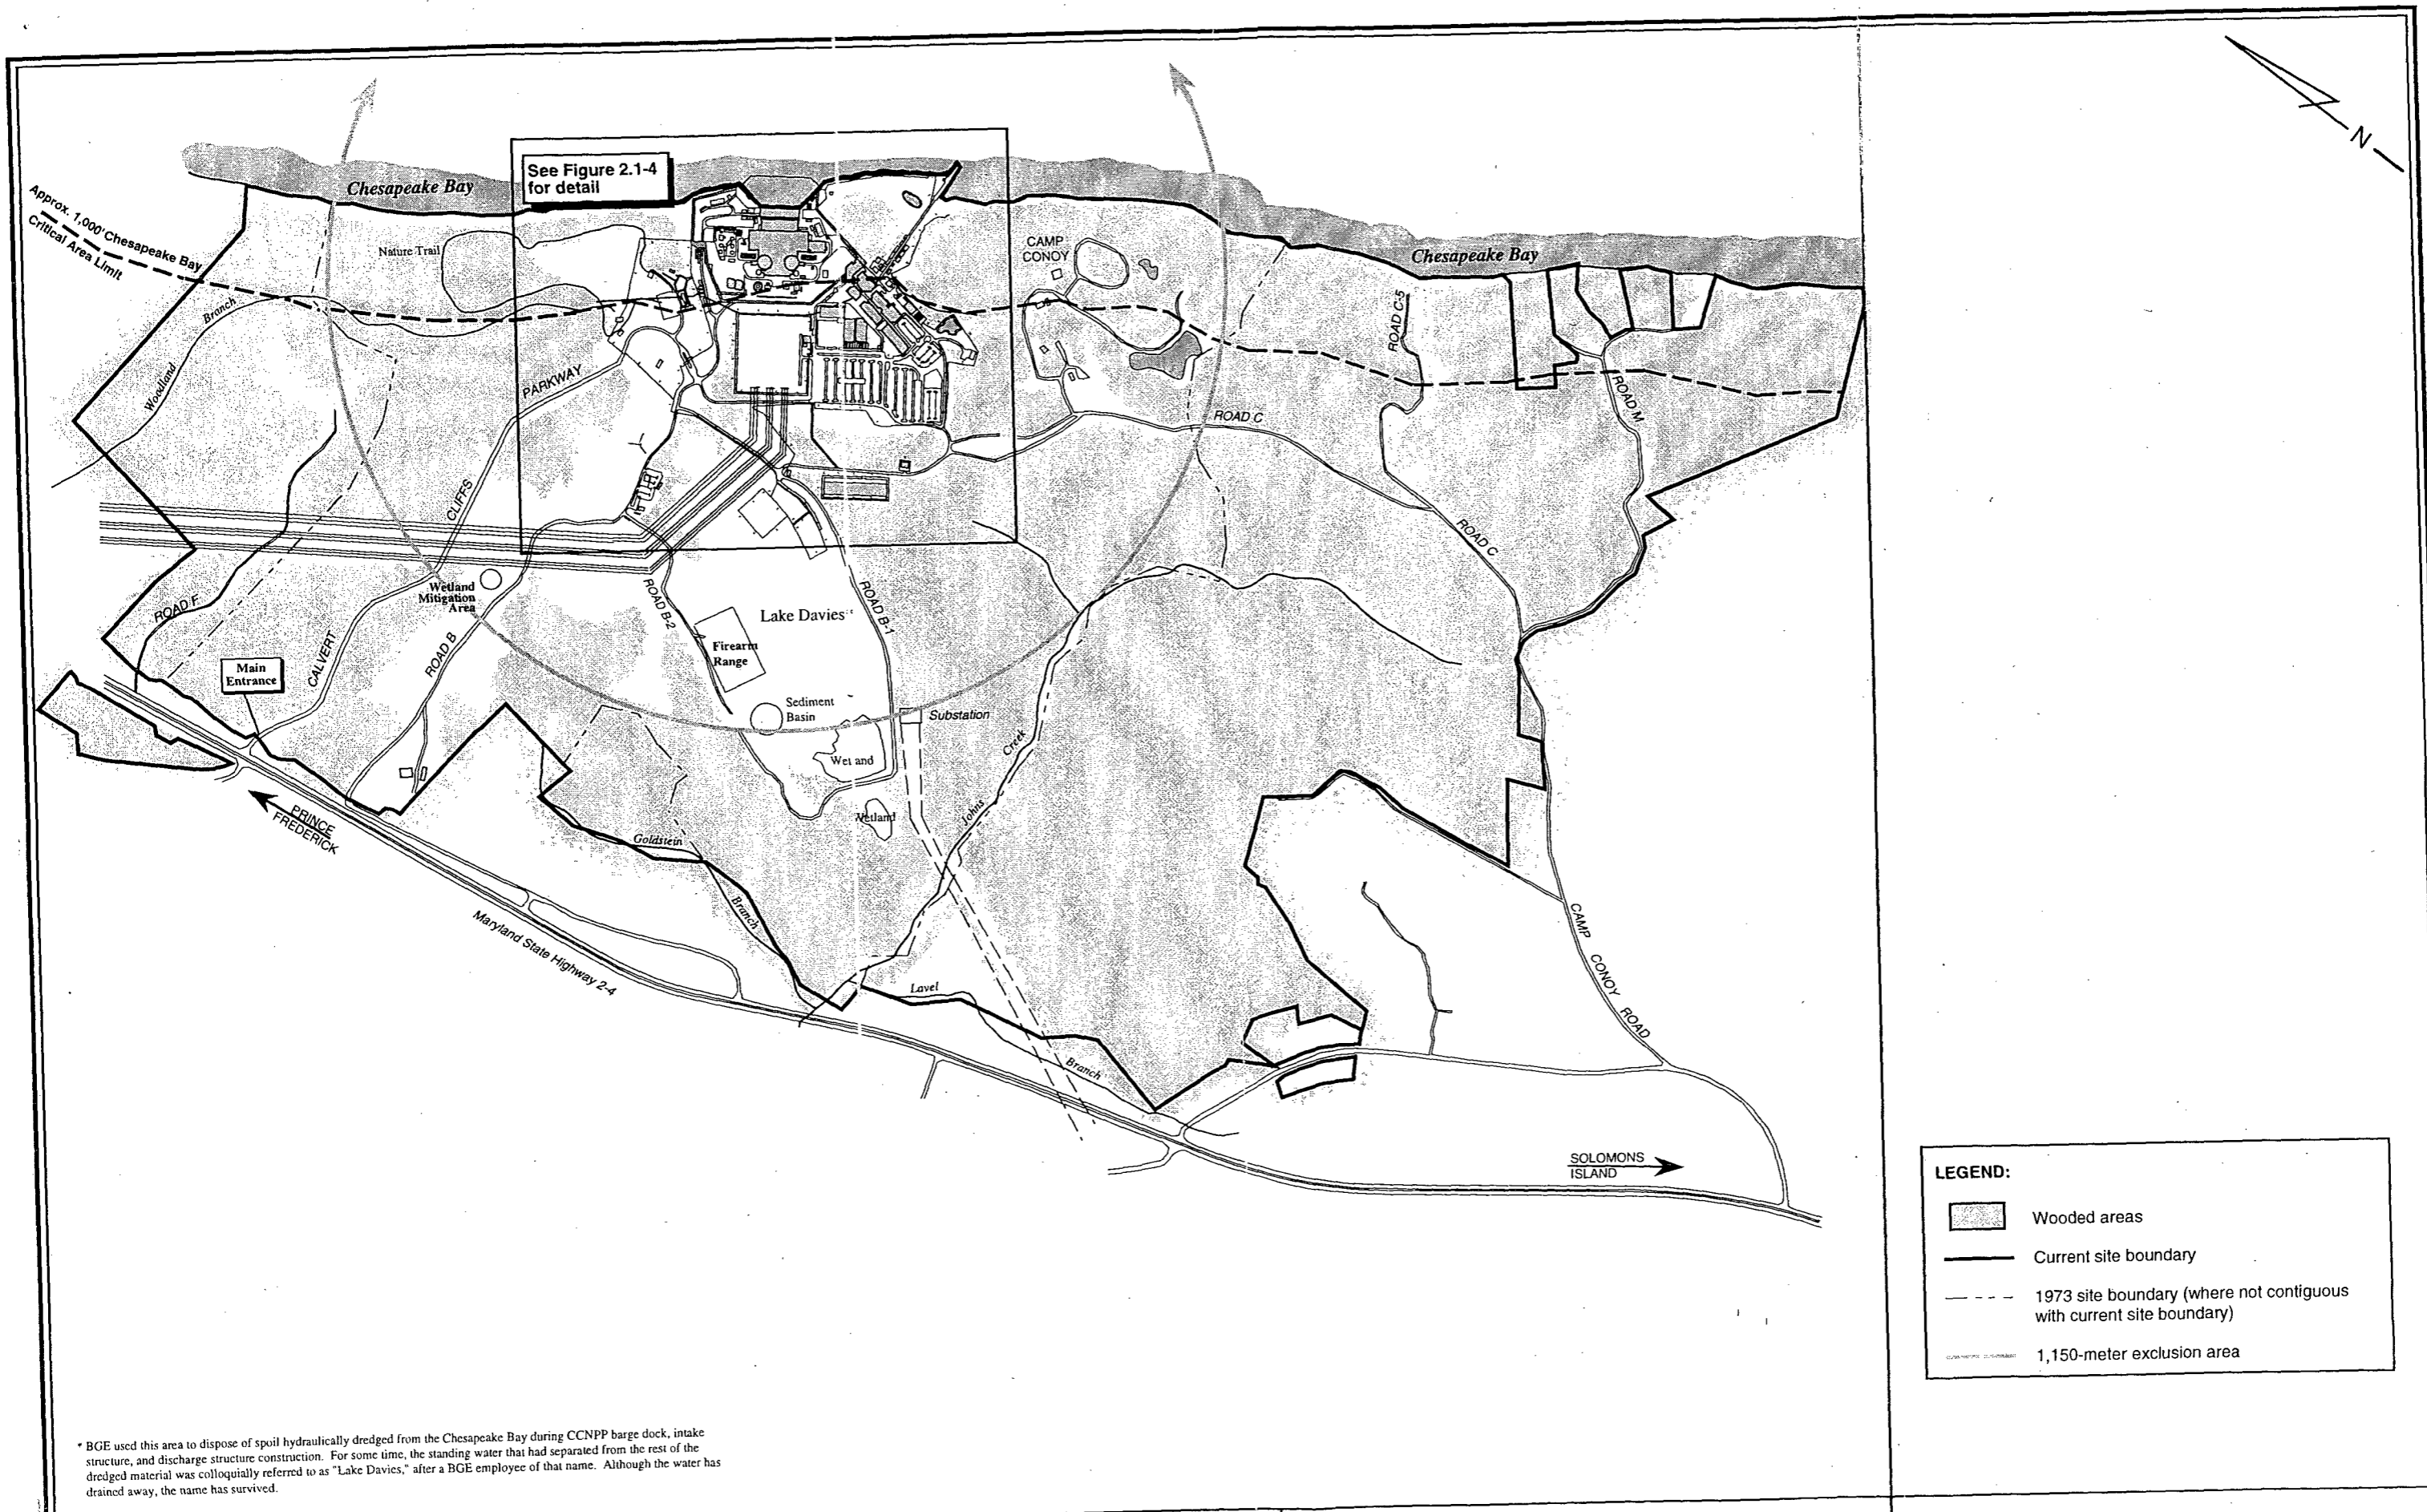 N
See Figure 2.1-4
for detail
Chesapeake Bay
Approx. 1,000' Chesapeake Bay
Critical Area Limit
Nature Trail
CAMP
CONOY
Chesapeake Bay
Woodland
Branch
PARKWAY
CLIFFS
CALVERT
ROAD C-5
ROAD M
ROAD C
ROAD C
Wetland
Mitigation
Area
ROAD F
ROAD B
ROAD B-2
ROAD B-1
Lake Davies
Firearm
Range
Main
Entrance
Sediment
Basin
Substation
Wet and
Wetland
Johns
Creek
PRINCE
FREDERICK
Goldstein
Branch
Maryland State Highway 2-4
Lavel
Branch
CAMP CONOY ROAD
SOLOMONS
ISLAND
LEGEND:
Wooded areas
Current site boundary
1973 site boundary (where not contiguous
with current site boundary)
1,150-meter exclusion area
* BGE used this area to dispose of spoil hydraulically dredged from the Chesapeake Bay during CCNPP barge dock, intake
structure, and discharge structure construction. For some time, the standing water that had separated from the rest of the
dredged material was colloquially referred to as "Lake Davies," after a BGE employee of that name. Although the water has
drained away, the name has survived.